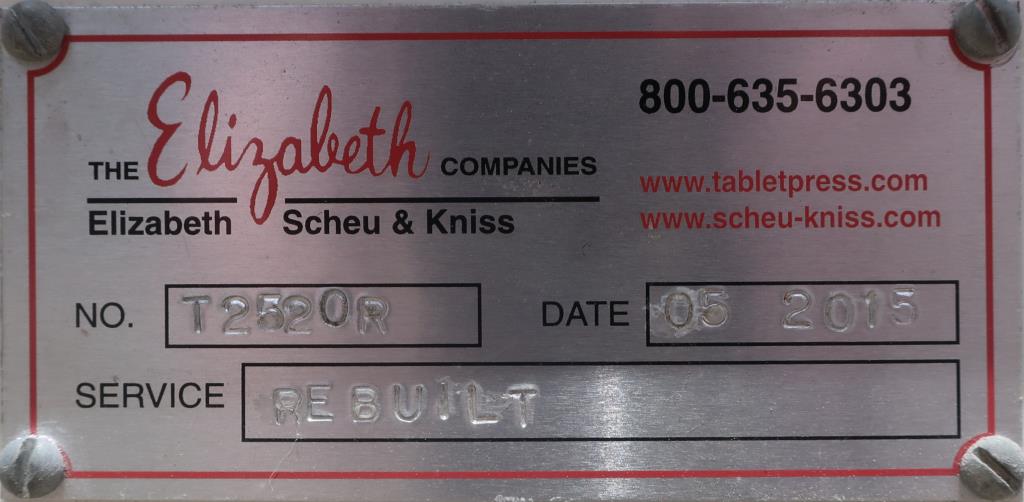 THE Elizabeth COMPANIES
Elizabeth Scheu & Kniss
800-635-6303
www.tabletpress.com
www.scheu-kniss.com
NO. T2520R DATE 05 2015
SERVICE REBUILT